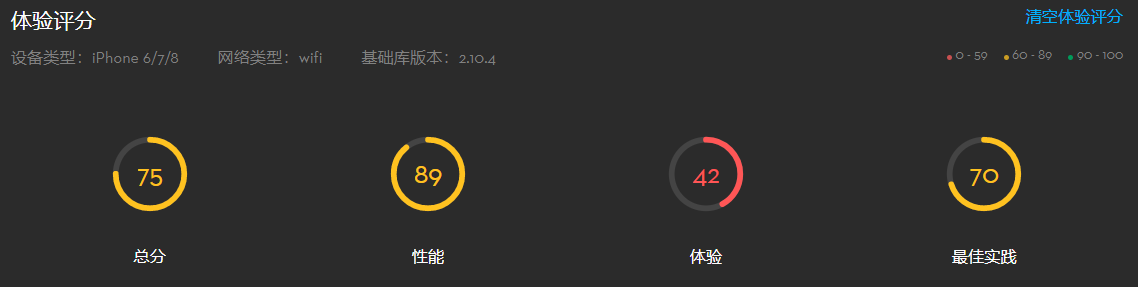 体验评分 清空体验评分
设备类型：iPhone 6/7/8 网络类型：wifi 基础库版本：2.10.4 0 - 59 60 - 89 90 - 100
75 89 42 70
总分 性能 体验 最佳实践